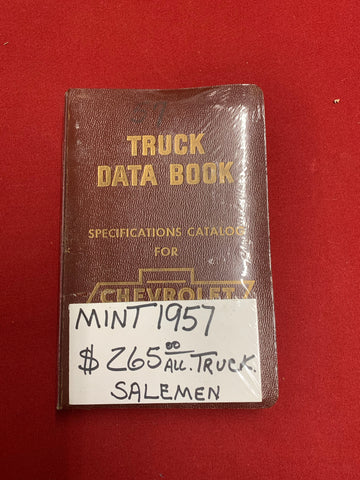 TRUCK
DATA BOOK
SPECIFICATIONS CATALOG
FOR
CHEVROLET
MINT 1957
$265.00 ALL. TRUCK.
SALEMEN